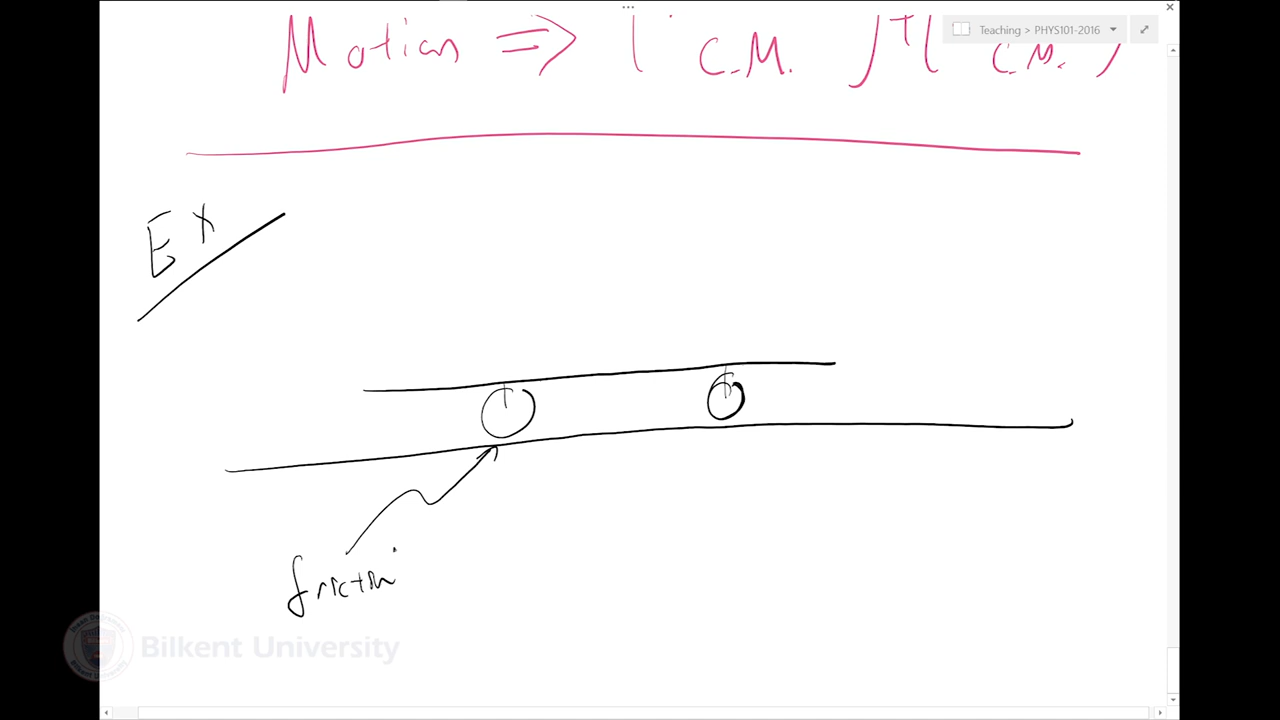 Teaching > PHYS101-2016
Motion => ( C.M. ) + ( C.M. )
Ex
friction
Bilkent University